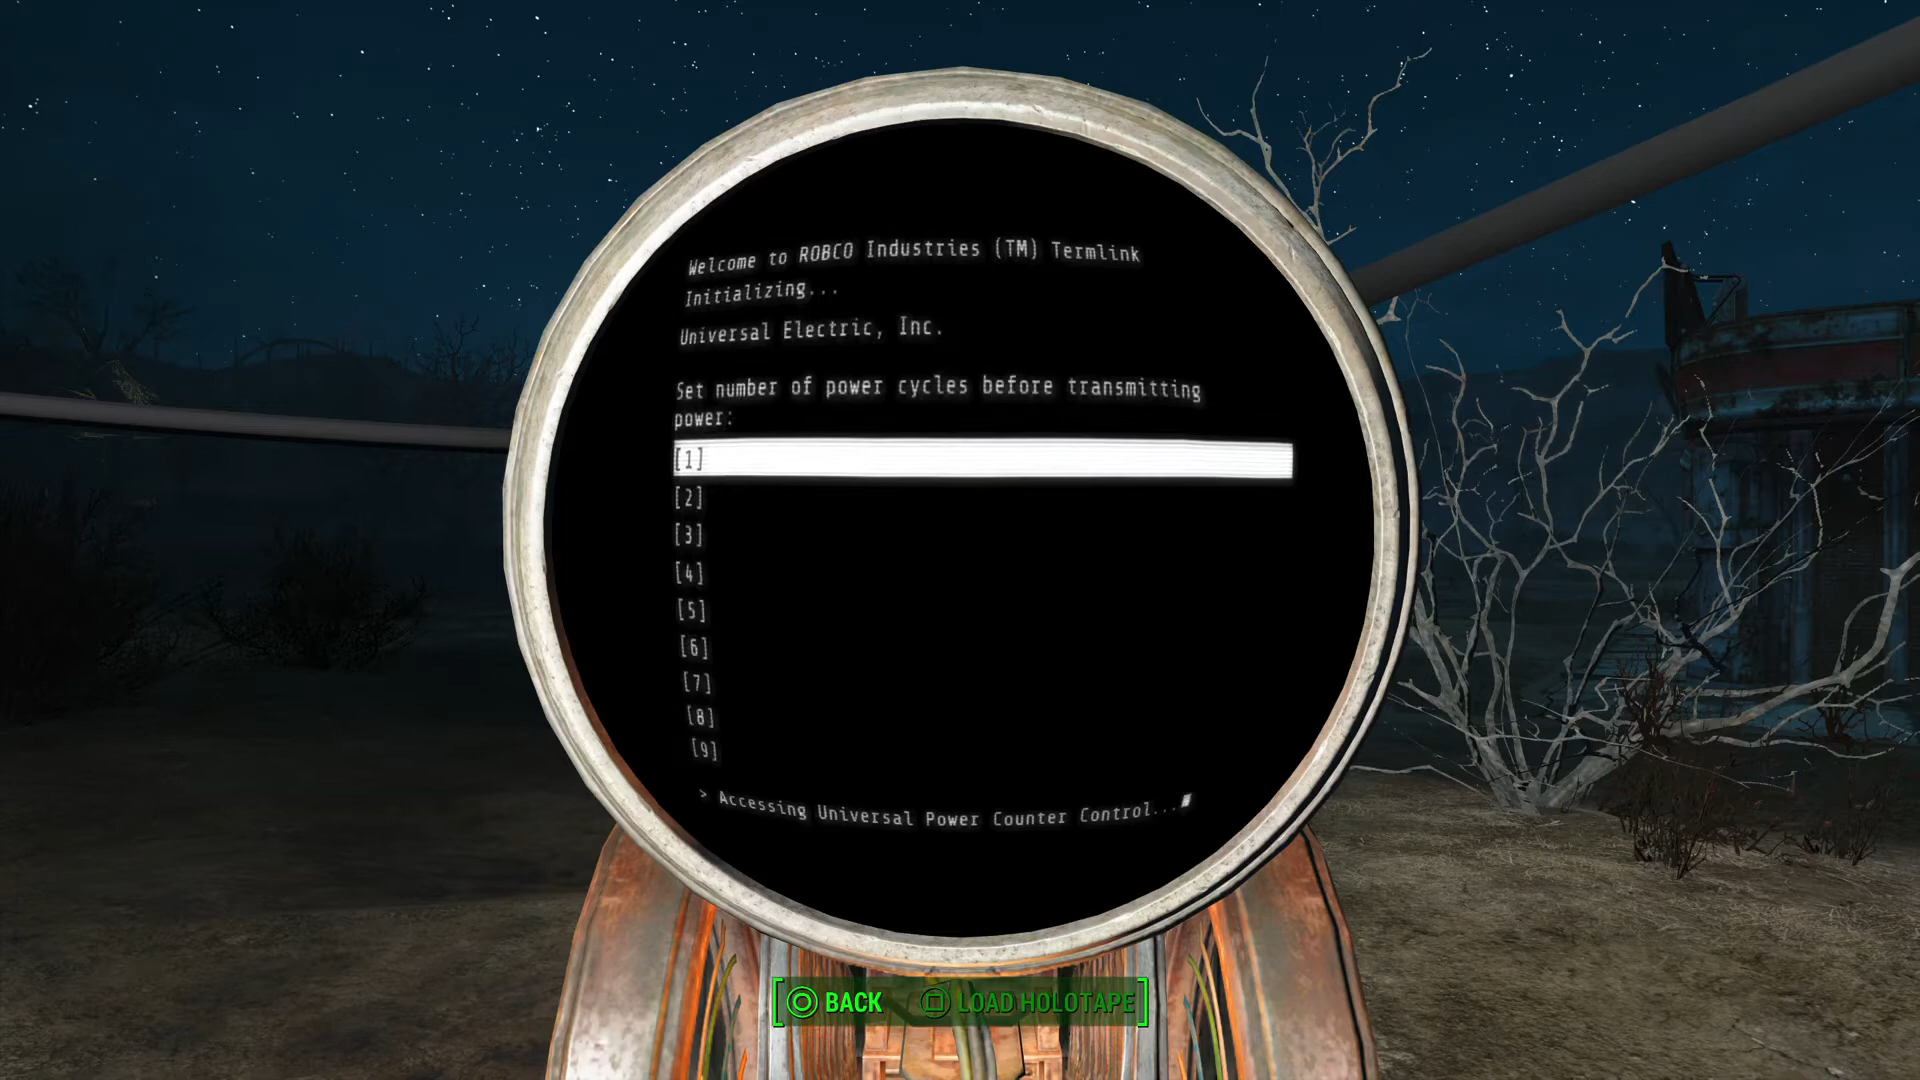 Welcome to ROBCO Industries (TM) Termlink
Initializing...
Universal Electric, Inc.
Set number of power cycles before transmitting
power:
[1]
[2]
[3]
[4]
[5]
[6]
[7]
[8]
[9]
> Accessing Universal Power Counter Control...
BACK LOAD HOLOTAPE